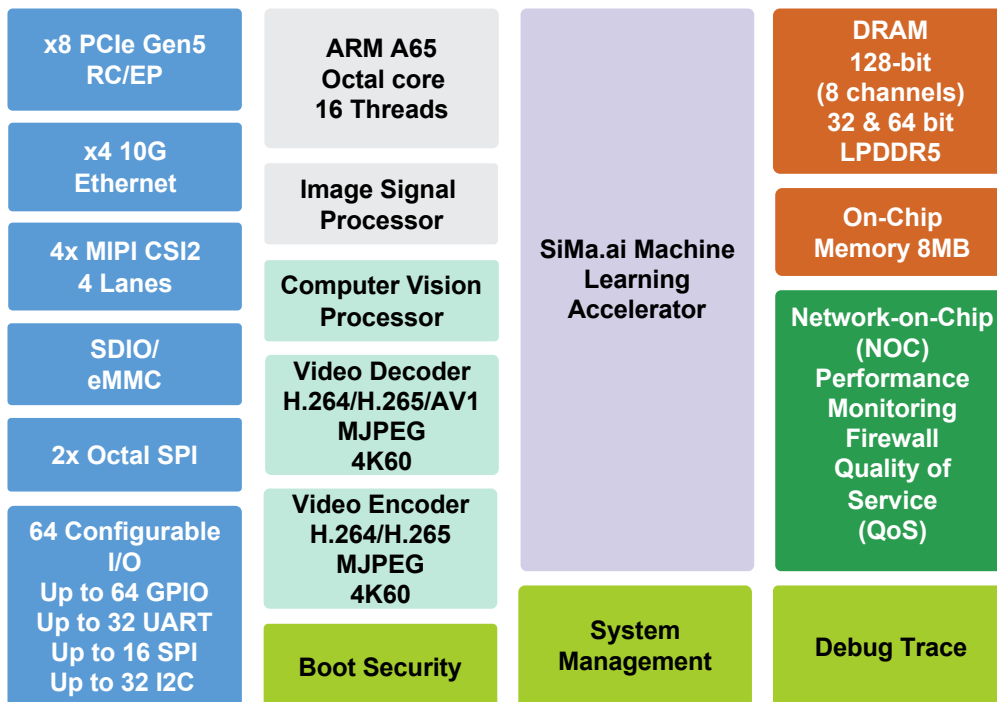 x8 PCIe Gen5
RC/EP
x4 10G
Ethernet
4x MIPI CSI2
4 Lanes
SDIO/
eMMC
2x Octal SPI
64 Configurable
I/O
Up to 64 GPIO
Up to 32 UART
Up to 16 SPI
Up to 32 I2C
ARM A65
Octal core
16 Threads
Image Signal
Processor
Computer Vision
Processor
Video Decoder
H.264/H.265/AV1
MJPEG
4K60
Video Encoder
H.264/H.265
MJPEG
4K60
Boot Security
SiMa.ai Machine
Learning
Accelerator
System
Management
DRAM
128-bit
(8 channels)
32 & 64 bit
LPDDR5
On-Chip
Memory 8MB
Network-on-Chip
(NOC)
Performance
Monitoring
Firewall
Quality of
Service
(QoS)
Debug Trace